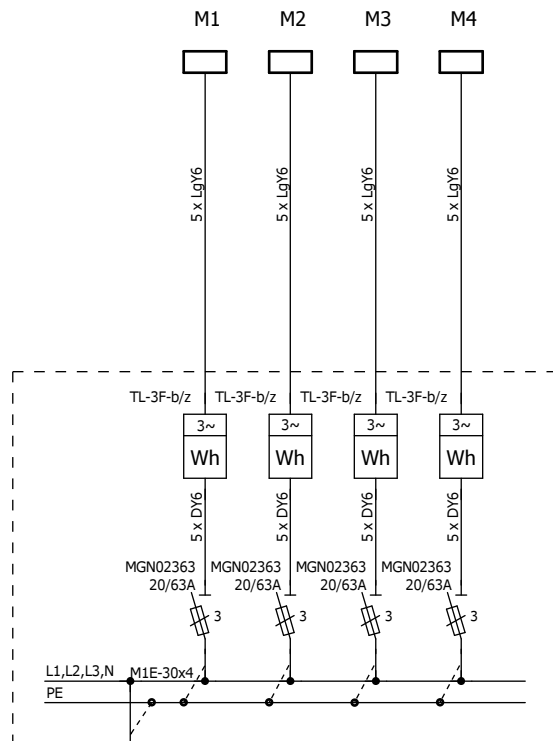 M1 M2 M3 M4
5 x LgY6 5 x LgY6 5 x LgY6 5 x LgY6
TL-3F-b/z TL-3F-b/z TL-3F-b/z TL-3F-b/z
3~ 3~ 3~ 3~
Wh Wh Wh Wh
5 x DY6 5 x DY6 5 x DY6 5 x DY6
MGN02363 MGN02363 MGN02363 MGN02363
20/63A 20/63A 20/63A 20/63A
3 3 3 3
L1,L2,L3,N M1E-30x4
PE